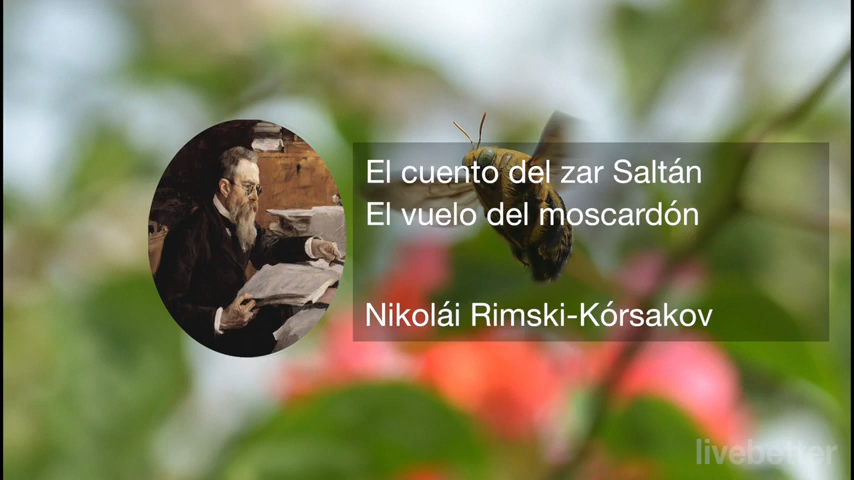 El cuento del zar Saltán
El vuelo del moscardón
Nikolái Rimski-Kórsakov
livebetter